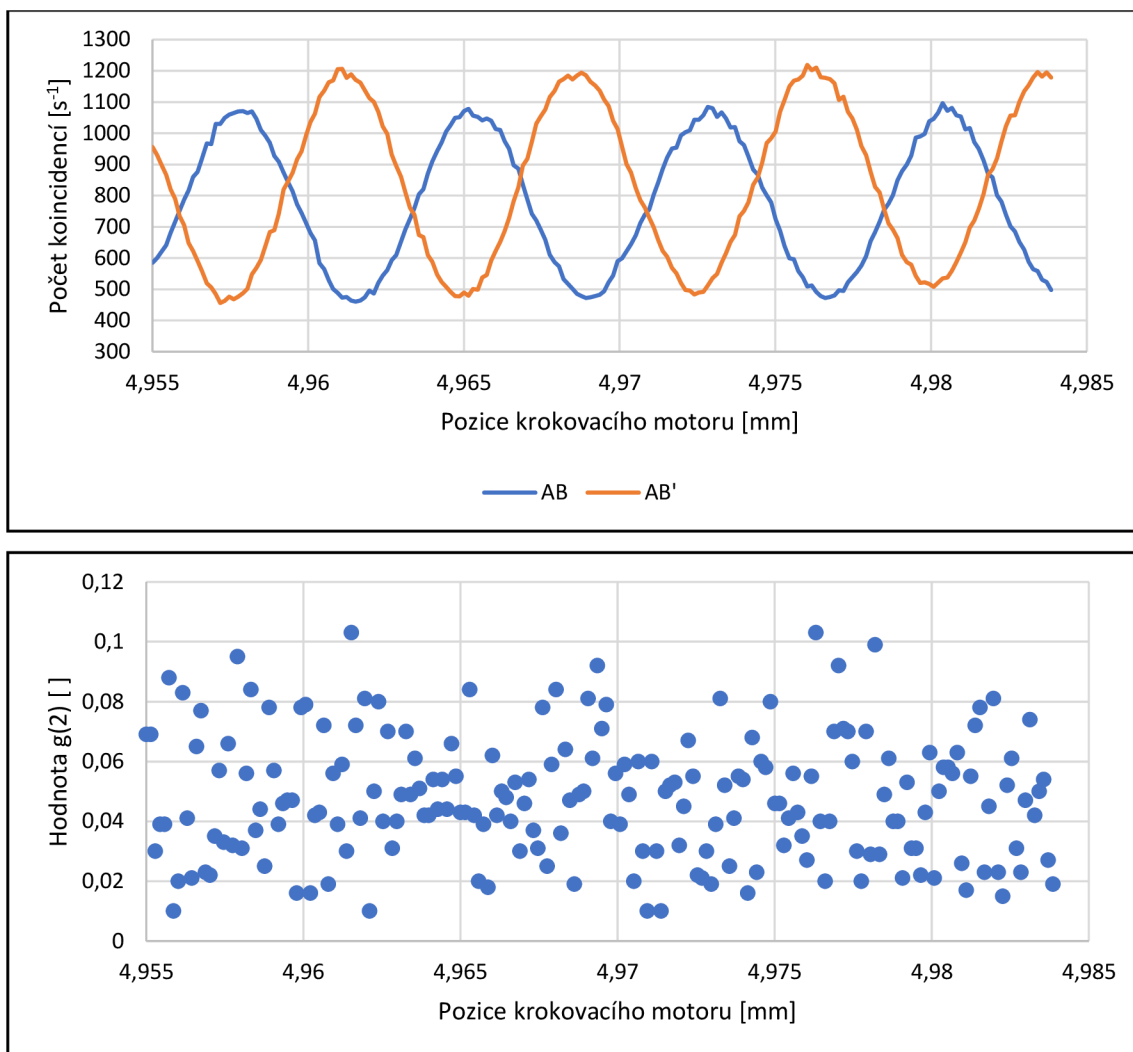 1300
1200
1100
1000
900
800
700
600
500
400
300
Počet koincidencí [s-1]
4,955 4,96 4,965 4,97 4,975 4,98 4,985
Pozice krokovacího motoru [mm]
AB AB'
0,12
0,1
0,08
0,06
0,04
0,02
0
Hodnota g(2) [ ]
4,955 4,96 4,965 4,97 4,975 4,98 4,985
Pozice krokovacího motoru [mm]